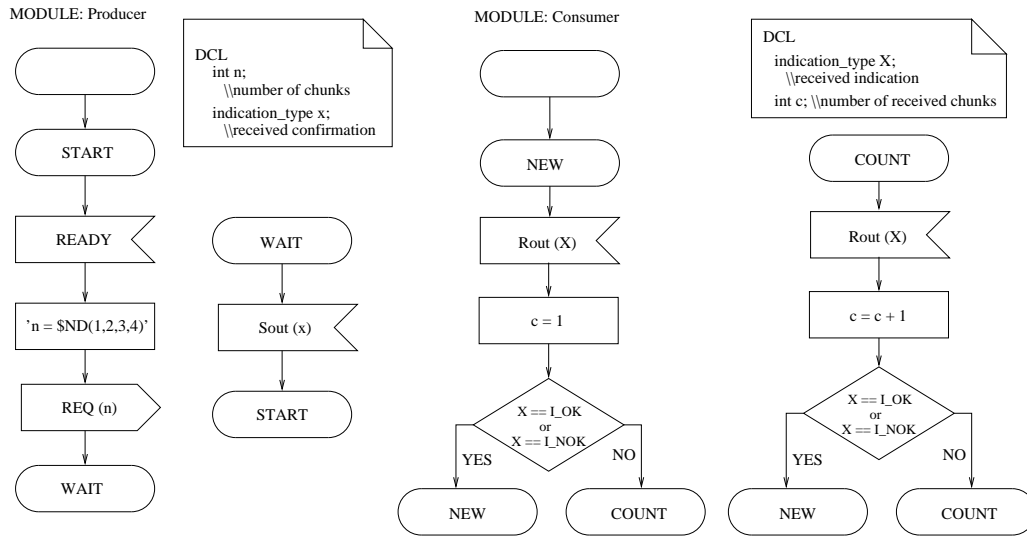 MODULE: Producer
START
READY
'n = $ND(1,2,3,4)'
REQ (n)
WAIT
DCL
int n;
\\number of chunks
indication_type x;
\\received confirmation
WAIT
Sout (x)
START
MODULE: Consumer
NEW
Rout (X)
c = 1
X == I_OK
or
X == I_NOK
YES
NO
NEW
COUNT
DCL
indication_type X;
\\received indication
int c; \\number of received chunks
COUNT
Rout (X)
c = c + 1
X == I_OK
or
X == I_NOK
YES
NO
NEW
COUNT